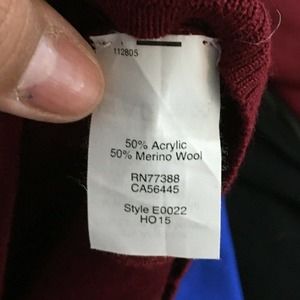 112805
50% Acrylic
50% Merino Wool
RN77388
CA56445
Style E0022
HO15